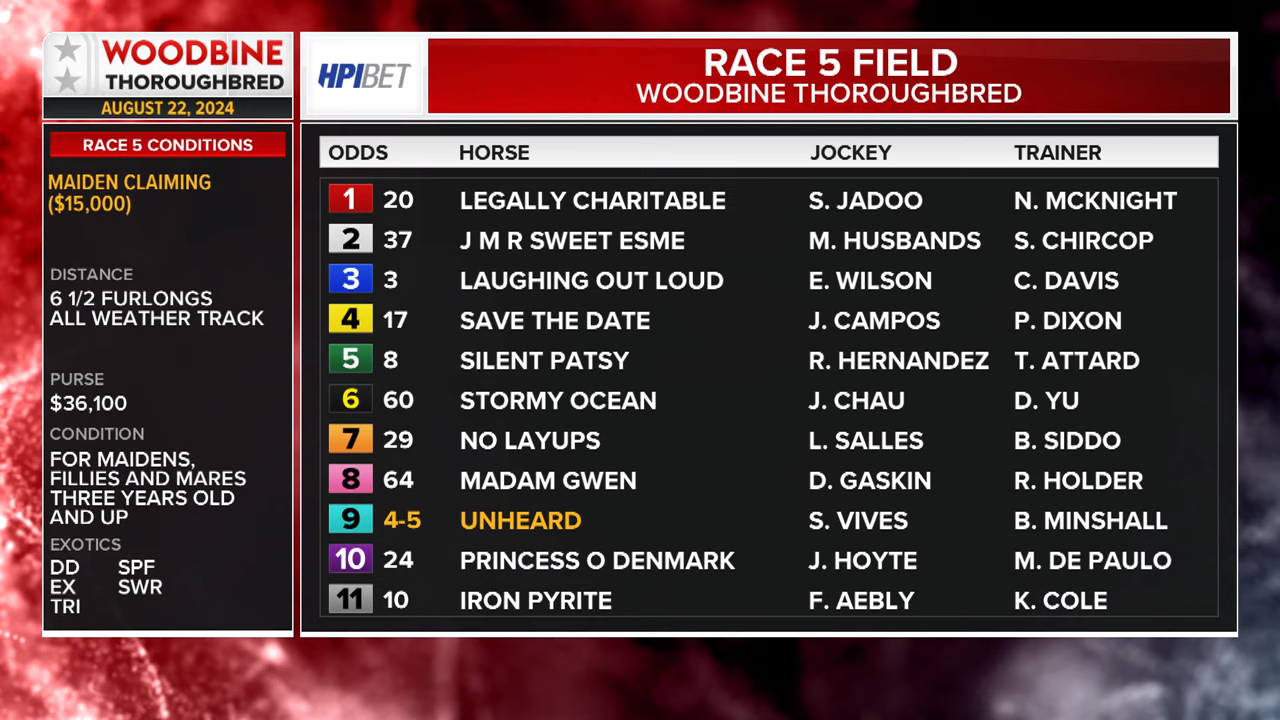 WOODBINE
THOROUGHBRED
AUGUST 22, 2024
HPIBET
RACE 5 FIELD
WOODBINE THOROUGHBRED
RACE 5 CONDITIONS
MAIDEN CLAIMING
($15,000)
DISTANCE
6 1/2 FURLONGS
ALL WEATHER TRACK
PURSE
$36,100
CONDITION
FOR MAIDENS,
FILLIES AND MARES
THREE YEARS OLD
AND UP
EXOTICS
DD SPF
EX SWR
TRI
ODDS HORSE JOCKEY TRAINER
1 20 LEGALLY CHARITABLE S. JADOO N. MCKNIGHT
2 37 J M R SWEET ESME M. HUSBANDS S. CHIRCOP
3 3 LAUGHING OUT LOUD E. WILSON C. DAVIS
4 17 SAVE THE DATE J. CAMPOS P. DIXON
5 8 SILENT PATSY R. HERNANDEZ T. ATTARD
6 60 STORMY OCEAN J. CHAU D. YU
7 29 NO LAYUPS L. SALLES B. SIDDO
8 64 MADAM GWEN D. GASKIN R. HOLDER
9 4-5 UNHEARD S. VIVES B. MINSHALL
10 24 PRINCESS O DENMARK J. HOYTE M. DE PAULO
11 10 IRON PYRITE F. AEBLY K. COLE